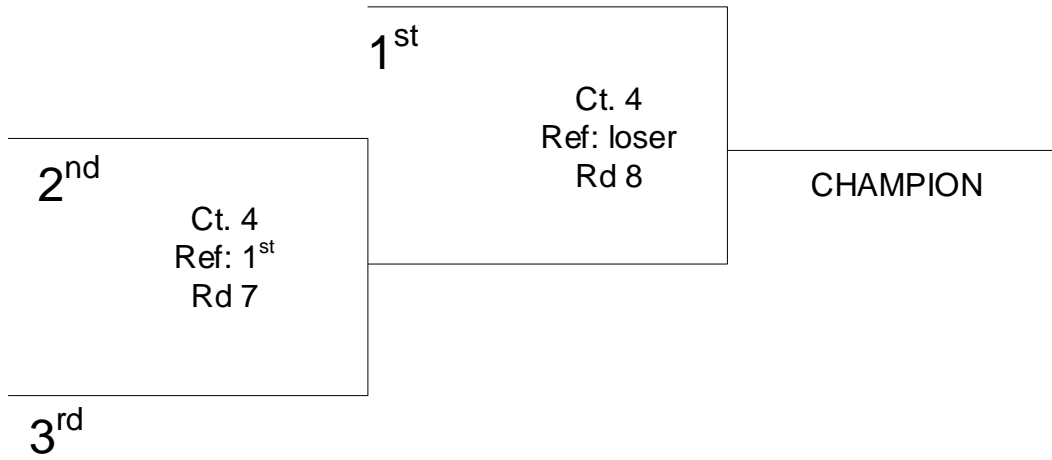 1st
Ct. 4
Ref: loser
Rd 8
CHAMPION
2nd
Ct. 4
Ref: 1st
Rd 7
3rd